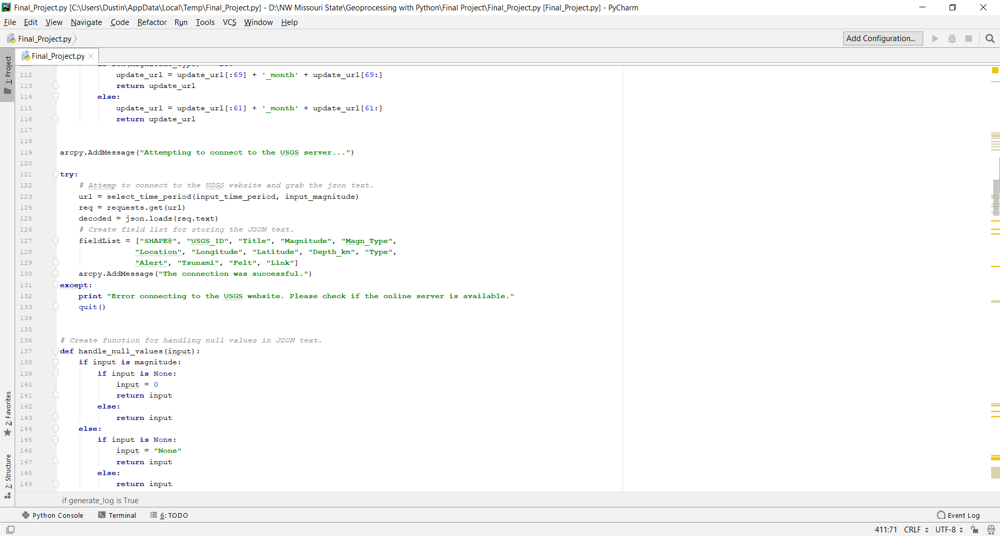 Final_Project.py [C:\Users\Dustin\AppData\Local\Temp\Final_Project.py] - D:\NW Missouri State\Geoprocessing with Python\Final Project\Final_Project.py [Final_Project.py] - PyCharm
File Edit View Navigate Code Refactor Run Tools VCS Window Help
Final_Project.py Add Configuration...
Final_Project.py
1: Project
112 update_url = update_url[:69] + '_month' + update_url[69:]
113 return update_url
114 else:
115 update_url = update_url[:61] + '_month' + update_url[61:]
116 return update_url
117
118
119 arcpy.AddMessage("Attempting to connect to the USGS server...")
120
121 try:
122 # Attemp to connect to the USGS website and grab the json text.
123 url = select_time_period(input_time_period, input_magnitude)
124 req = requests.get(url)
125 decoded = json.loads(req.text)
126 # Create field list for storing the JSON text.
127 fieldList = ["SHAPE@", "USGS_ID", "Title", "Magnitude", "Magn_Type",
128 "Location", "Longitude", "Latitude", "Depth_km", "Type",
129 "Alert", "Tsunami", "Felt", "Link"]
130 arcpy.AddMessage("The connection was successful.")
131 except:
132 print "Error connecting to the USGS website. Please check if the online server is available."
133 quit()
134
135
136 # Create function for handling null values in JSON text.
137 def handle_null_values(input):
138 if input is magnitude:
139 if input is None:
140 input = 0
141 return input
142 else:
143 return input
144 else:
145 if input is None:
146 input = "None"
147 return input
148 else:
149 return input
2: Favorites
7: Structure
if generate_log is True
Python Console Terminal 6: TODO Event Log
411:71 CRLF UTF-8